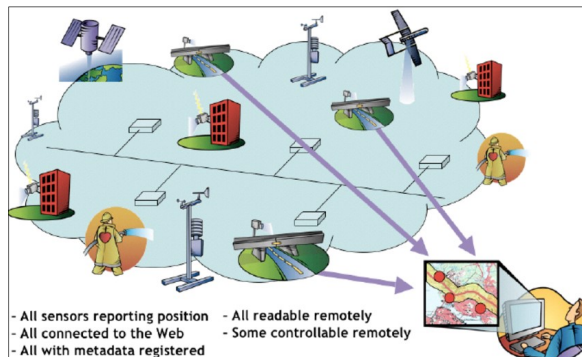 - All sensors reporting position
- All connected to the Web
- All with metadata registered
- All readable remotely
- Some controllable remotely